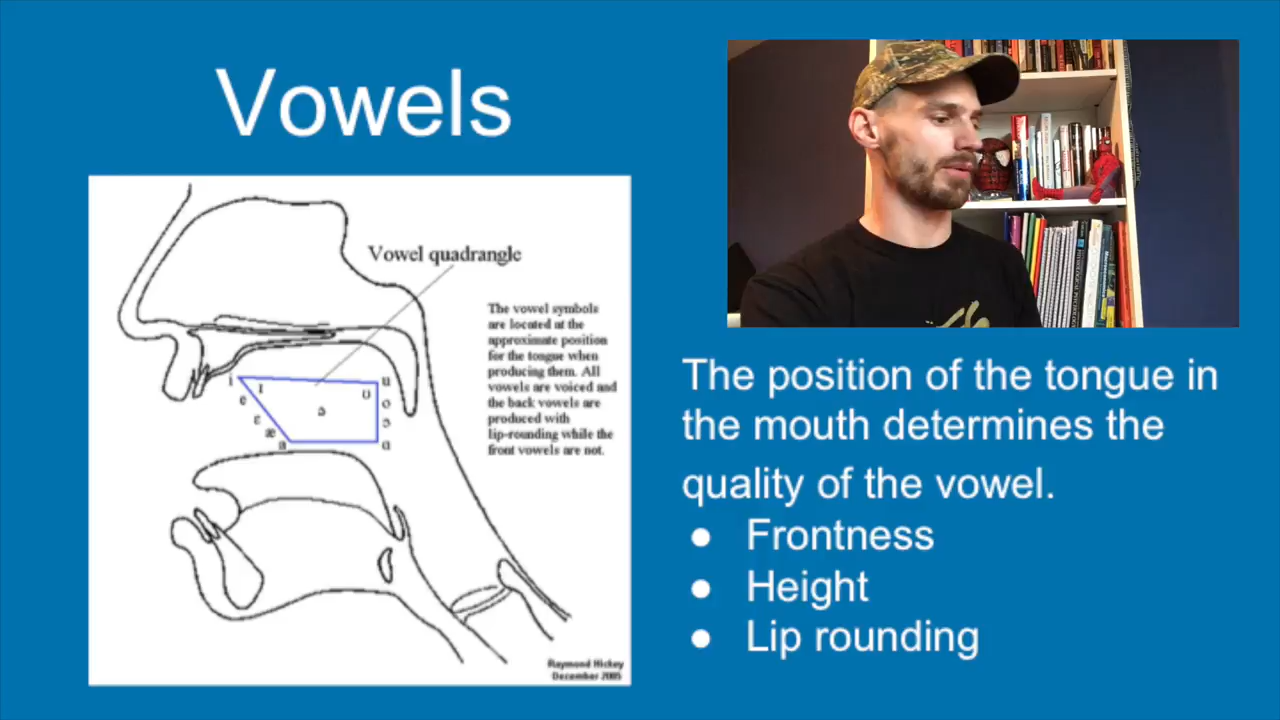 Vowels
Vowel quadrangle
The vowel symbols
are located at the
approximate position
for the tongue when
producing them. All
vowels are voiced and
the back vowels are
produced with
lip-rounding while the
front vowels are not.
i ɪ ʊ u
e ə o
ɛ ɔ
æ
a ɑ
Raymond Hickey
December 2005
The position of the tongue in
the mouth determines the
quality of the vowel.
● Frontness
● Height
● Lip rounding